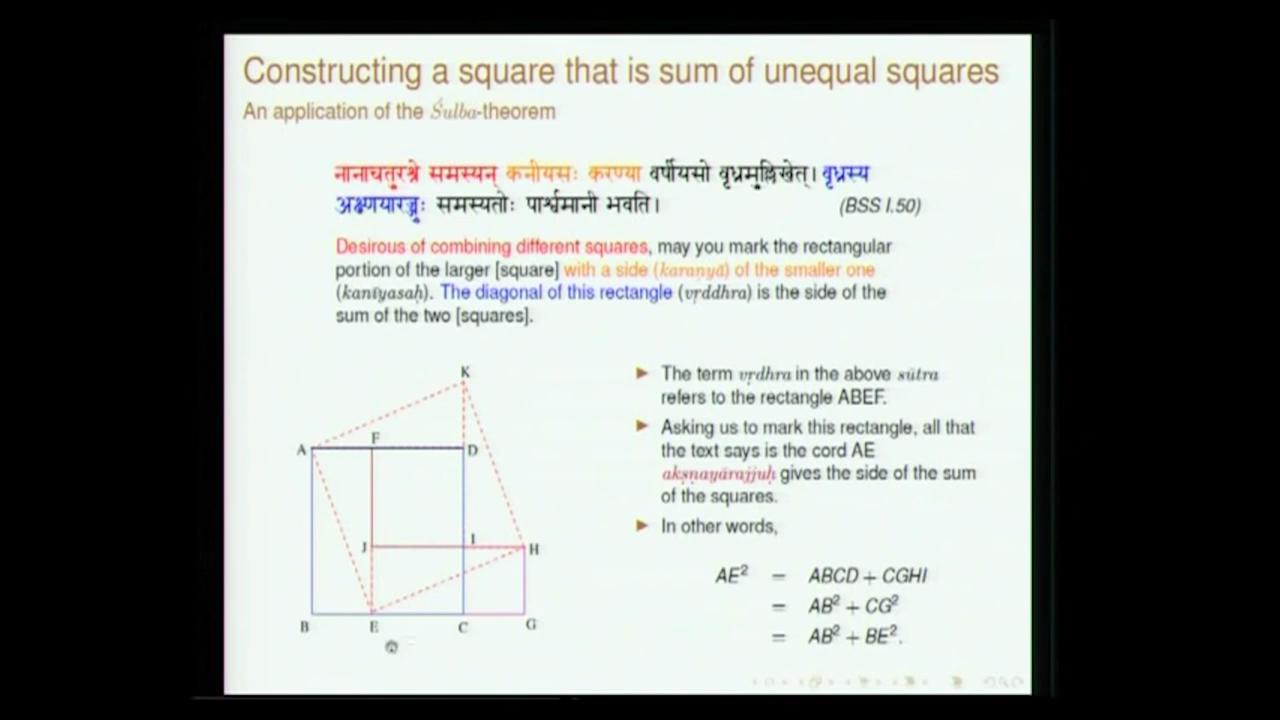 Constructing a square that is sum of unequal squares
An application of the Śulba-theorem
नानाचतुरश्रे समस्यन् कनीयसः करण्या वर्षीयसो वृध्रमुल्लिखेत्। वृध्रस्य
अक्ष्णयारज्जुः समस्यतोः पार्श्वमानी भवति।
(BSS I.50)
Desirous of combining different squares, may you mark the rectangular
portion of the larger [square] with a side (karaṇyā) of the smaller one
(kanīyasaḥ). The diagonal of this rectangle (vṛddhra) is the side of the
sum of the two [squares].
K
A
F
D
J
I
H
B
E
C
G
▶ The term vṛdhra in the above sūtra
refers to the rectangle ABEF.
▶ Asking us to mark this rectangle, all that
the text says is the cord AE
akṣṇayārajjuḥ gives the side of the sum
of the squares.
▶ In other words,
AE² = ABCD + CGHI
= AB² + CG²
= AB² + BE².